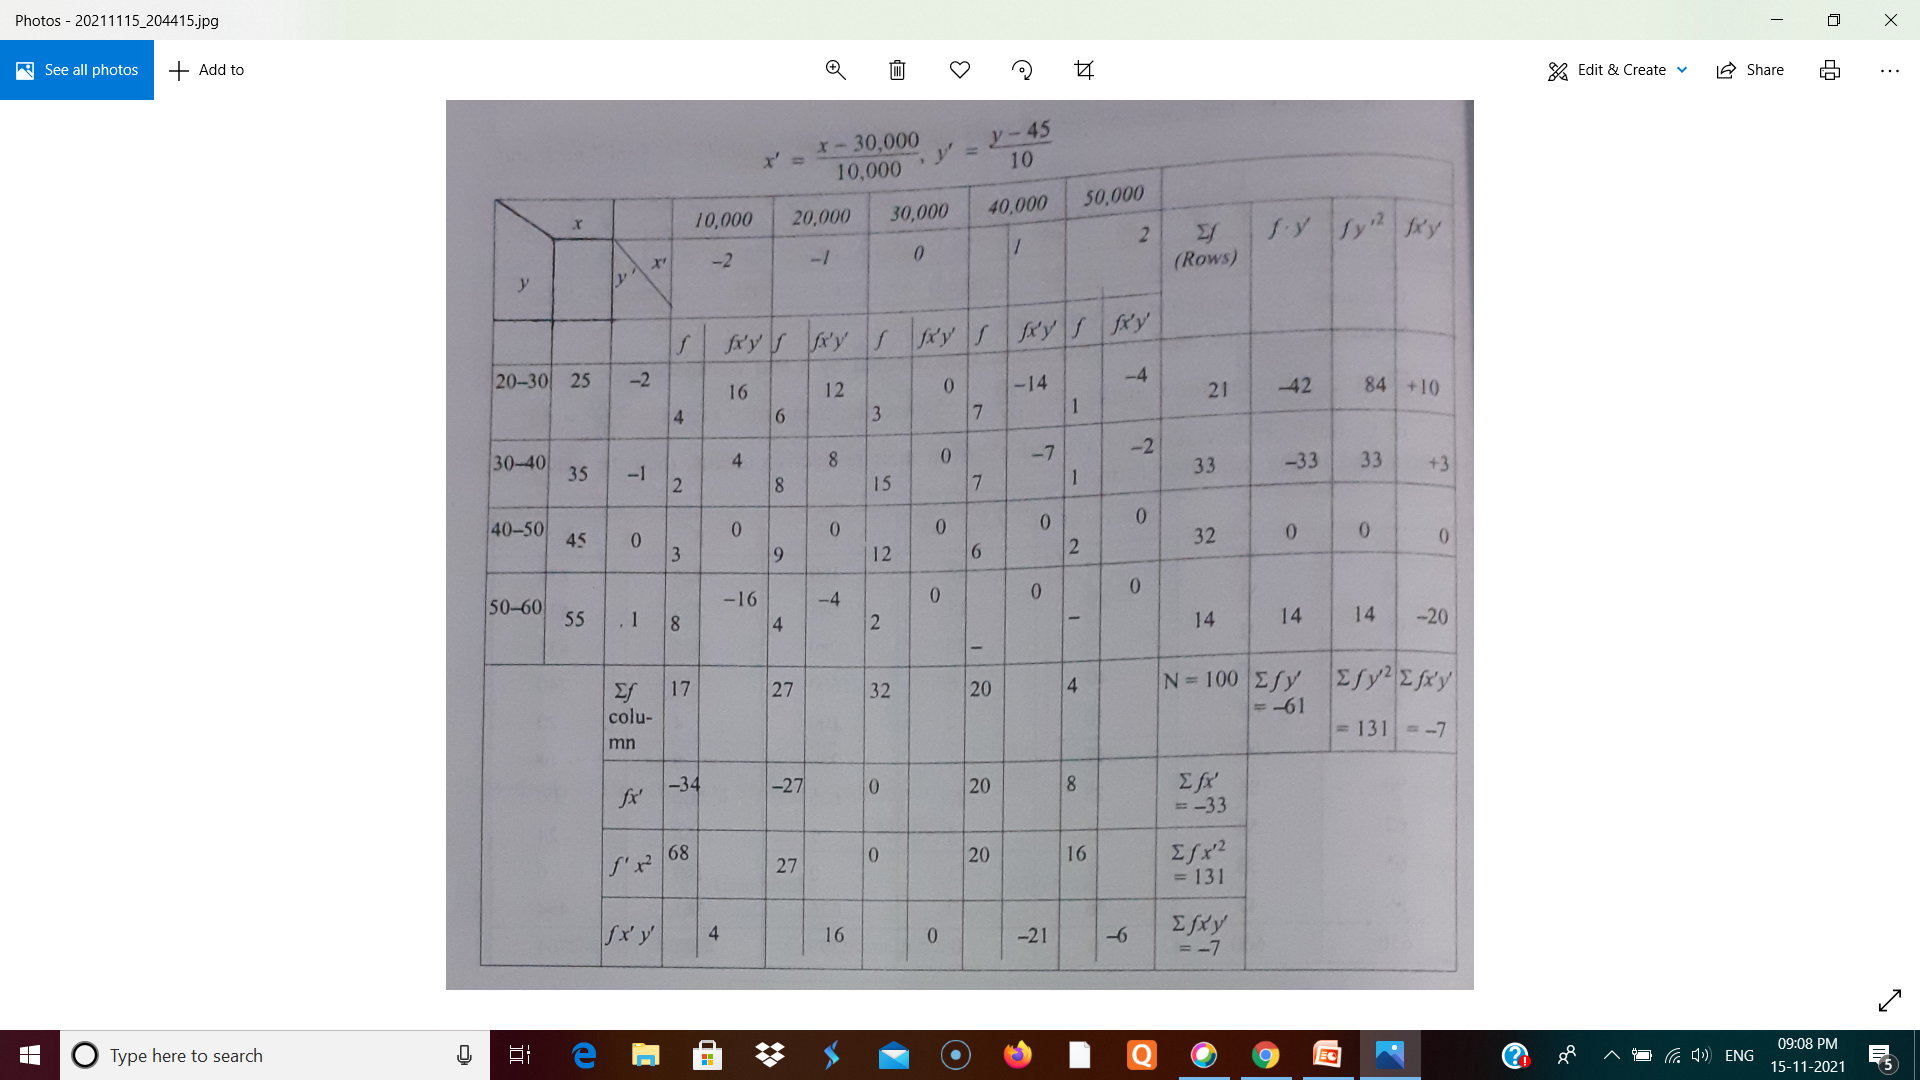 Photos - 20211115_204415.jpg
See all photos
Add to
Edit & Create
Share
x' = x – 30,000 / 10,000 , y' = y – 45 / 10
x 10,000 20,000 30,000 40,000 50,000
y y' x' –2 –1 0 1 2 Σf (Rows) f · y' fy'² fx'y'
f fx'y' f fx'y' f fx'y' f fx'y' f fx'y'
20–30 25 –2 4 16 6 12 3 0 7 –14 1 –4 21 –42 84 +10
30–40 35 –1 2 4 8 8 15 0 7 –7 1 –2 33 –33 33 +3
40–50 45 0 3 0 9 0 12 0 6 0 2 0 32 0 0 0
50–60 55 . 1 8 –16 4 –4 2 0 – 0 – 0 14 14 14 –20
Σf colu-mn 17 27 32 20 4 N = 100 Σfy' = –61 Σfy'² = 131 Σfx'y' = –7
fx' –34 –27 0 20 8 Σfx' = –33
f' x² 68 27 0 20 16 Σfx'² = 131
fx' y' 4 16 0 –21 –6 Σfx'y' = –7
Type here to search
ENG
09:08 PM
15-11-2021
5